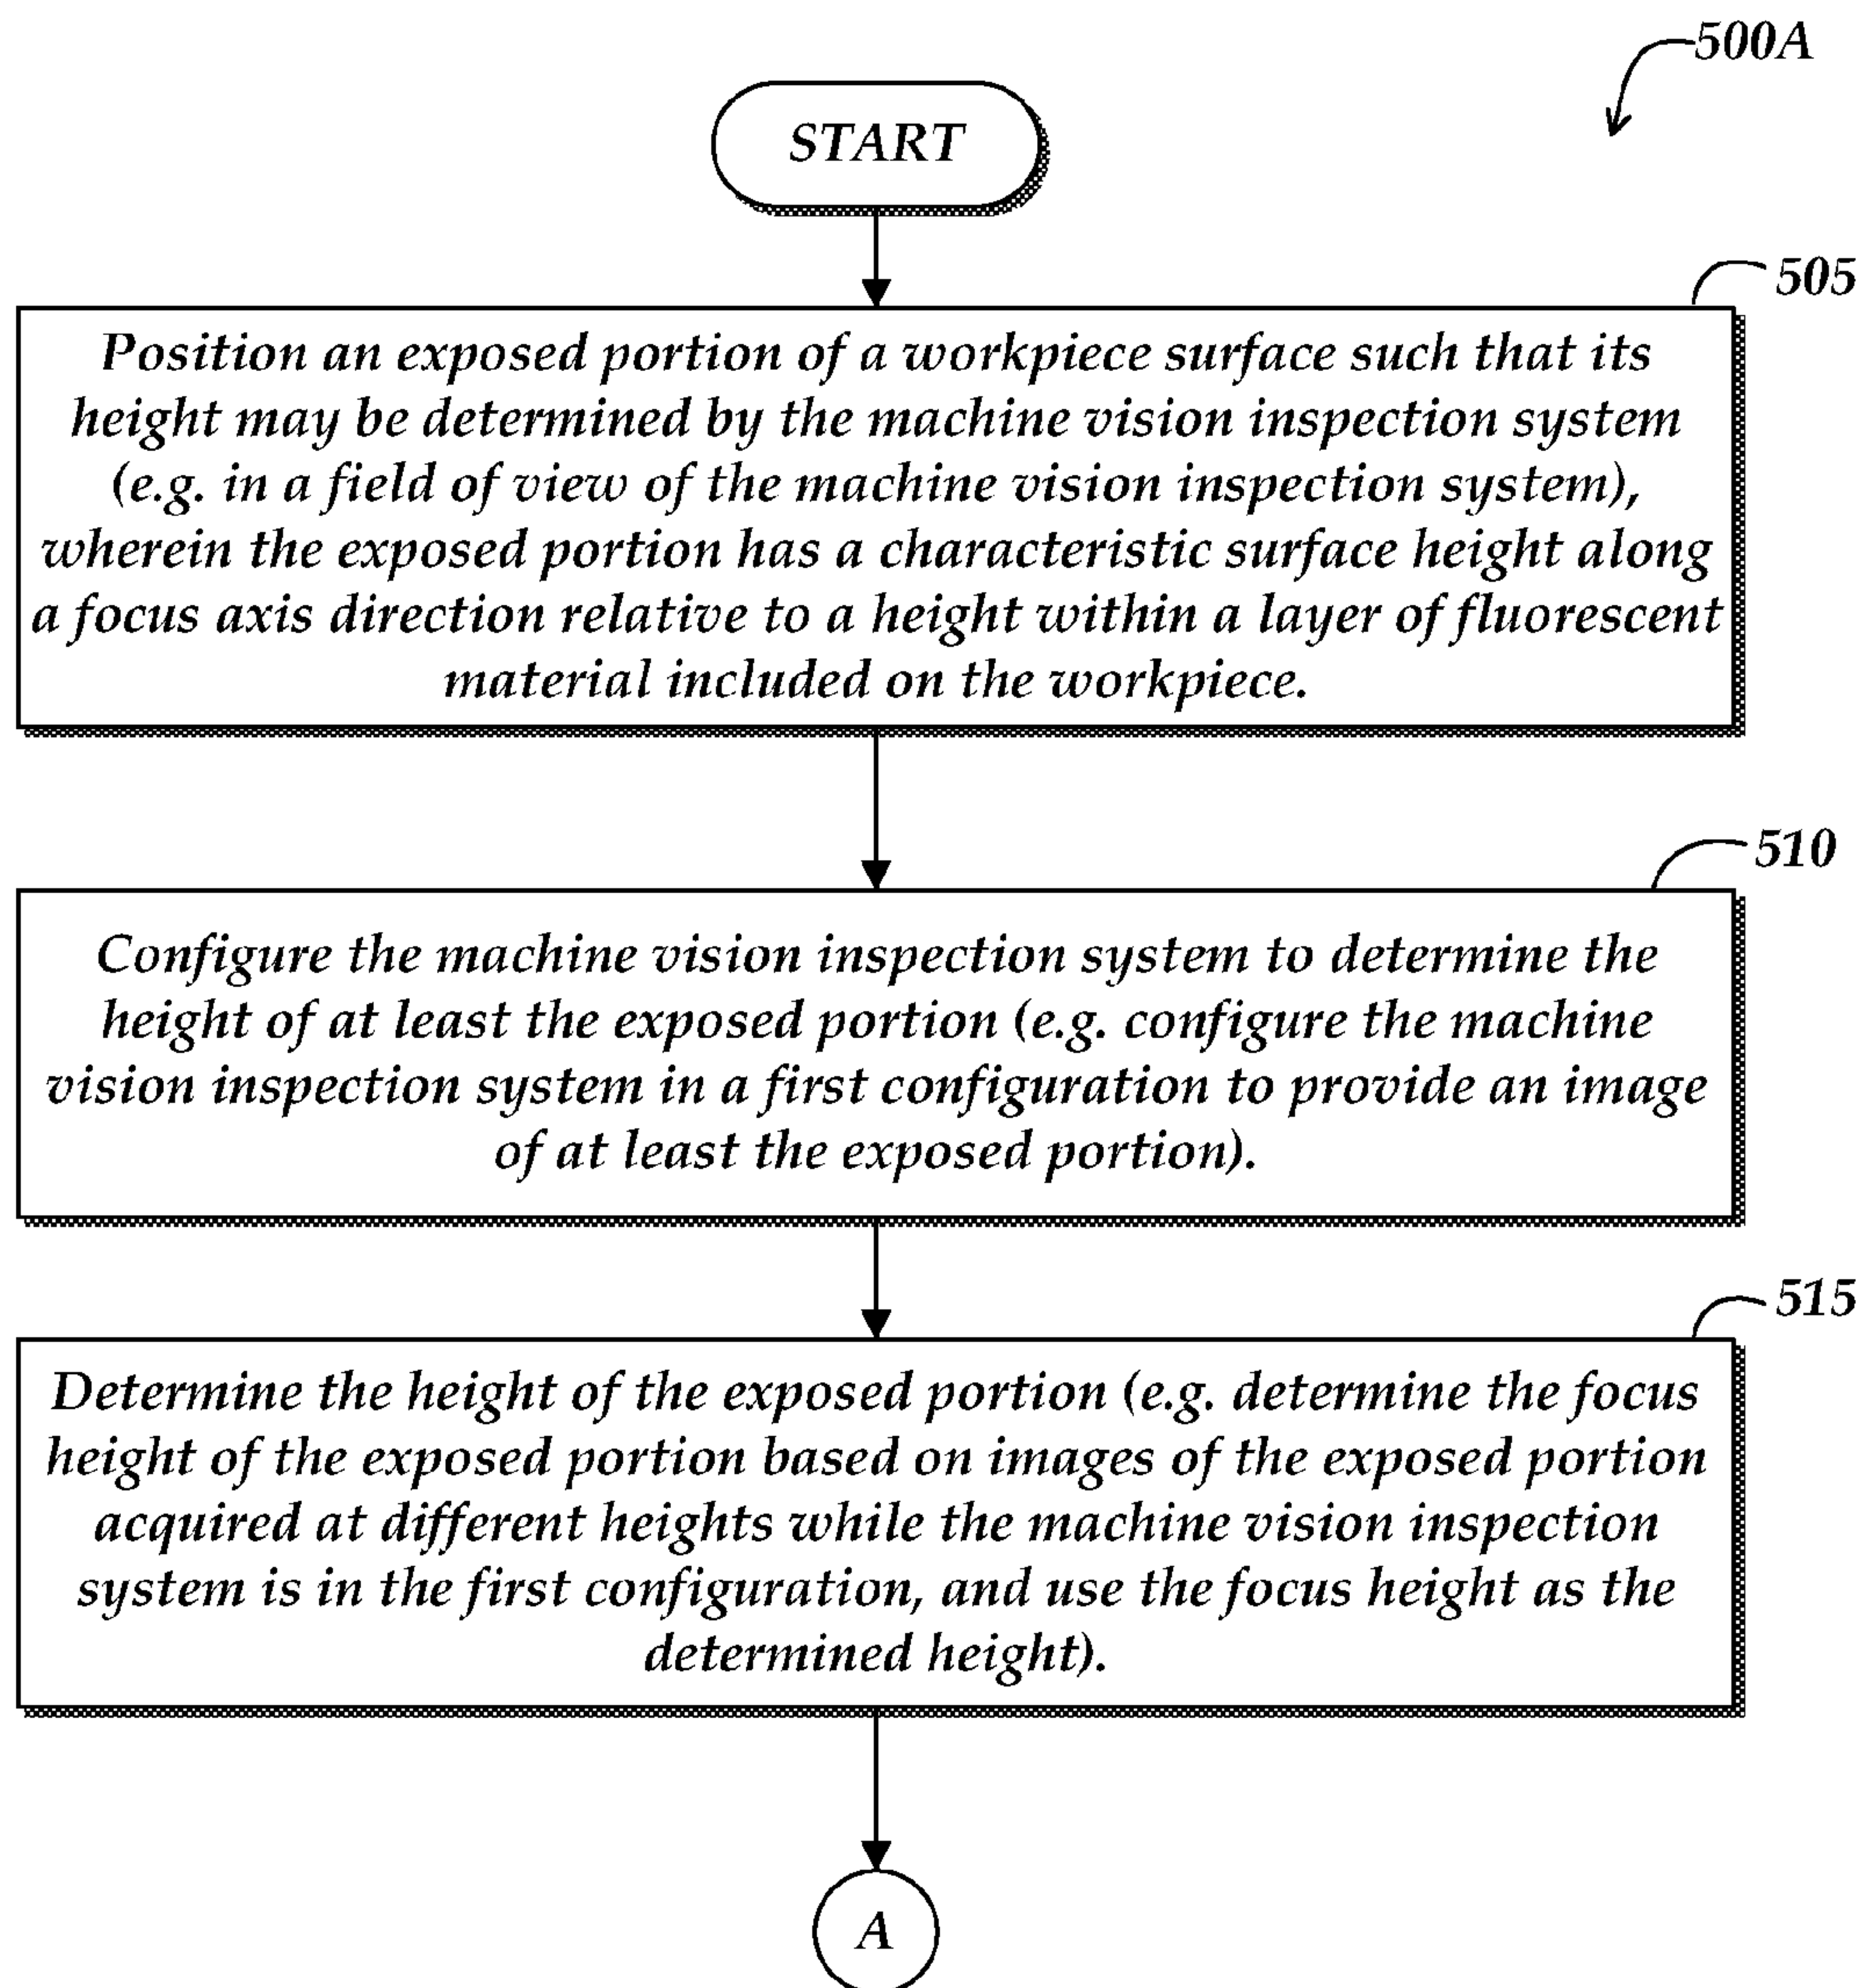 500A
START
505
Position an exposed portion of a workpiece surface such that its
height may be determined by the machine vision inspection system
(e.g. in a field of view of the machine vision inspection system),
wherein the exposed portion has a characteristic surface height along
a focus axis direction relative to a height within a layer of fluorescent
material included on the workpiece.
510
Configure the machine vision inspection system to determine the
height of at least the exposed portion (e.g. configure the machine
vision inspection system in a first configuration to provide an image
of at least the exposed portion).
515
Determine the height of the exposed portion (e.g. determine the focus
height of the exposed portion based on images of the exposed portion
acquired at different heights while the machine vision inspection
system is in the first configuration, and use the focus height as the
determined height).
A